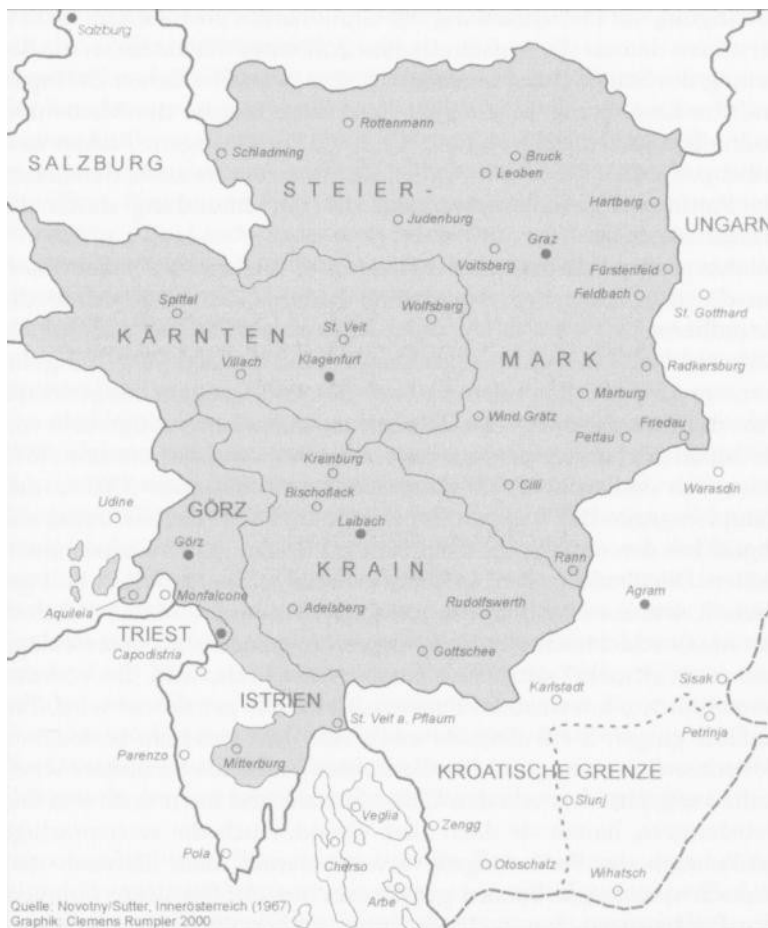 Salzburg
Rottenmann
Schladming
Bruck
SALZBURG
Leoben
STEIER-
Hartberg
Judenburg
UNGARN
Graz
Voitsberg
Fürstenfeld
Feldbach
St. Gotthard
Spittal
Wolfsberg
St. Veit
KÄRNTEN
Klagenfurt
MARK
Villach
Radkersburg
Marburg
Wind.Grätz
Friedau
Pettau
Krainburg
Warasdin
Bischoflack
Cilli
Udine
GÖRZ
Laibach
Görz
KRAIN
Rann
Agram
Aquileia
Monfalcone
Adelsberg
Rudolfswerth
TRIEST
Capodistria
Gottschee
Sisak
Karlstadt
ISTRIEN
St. Veit a. Pflaum
Petrinja
Parenzo
Mitterburg
KROATISCHE GRENZE
Slunj
Veglia
Zengg
Pola
Cherso
Otoschatz
Wihatsch
Arbe
Quelle: Novotny/Sutter, Innerösterreich (1967)
Graphik: Clemens Rumpler 2000